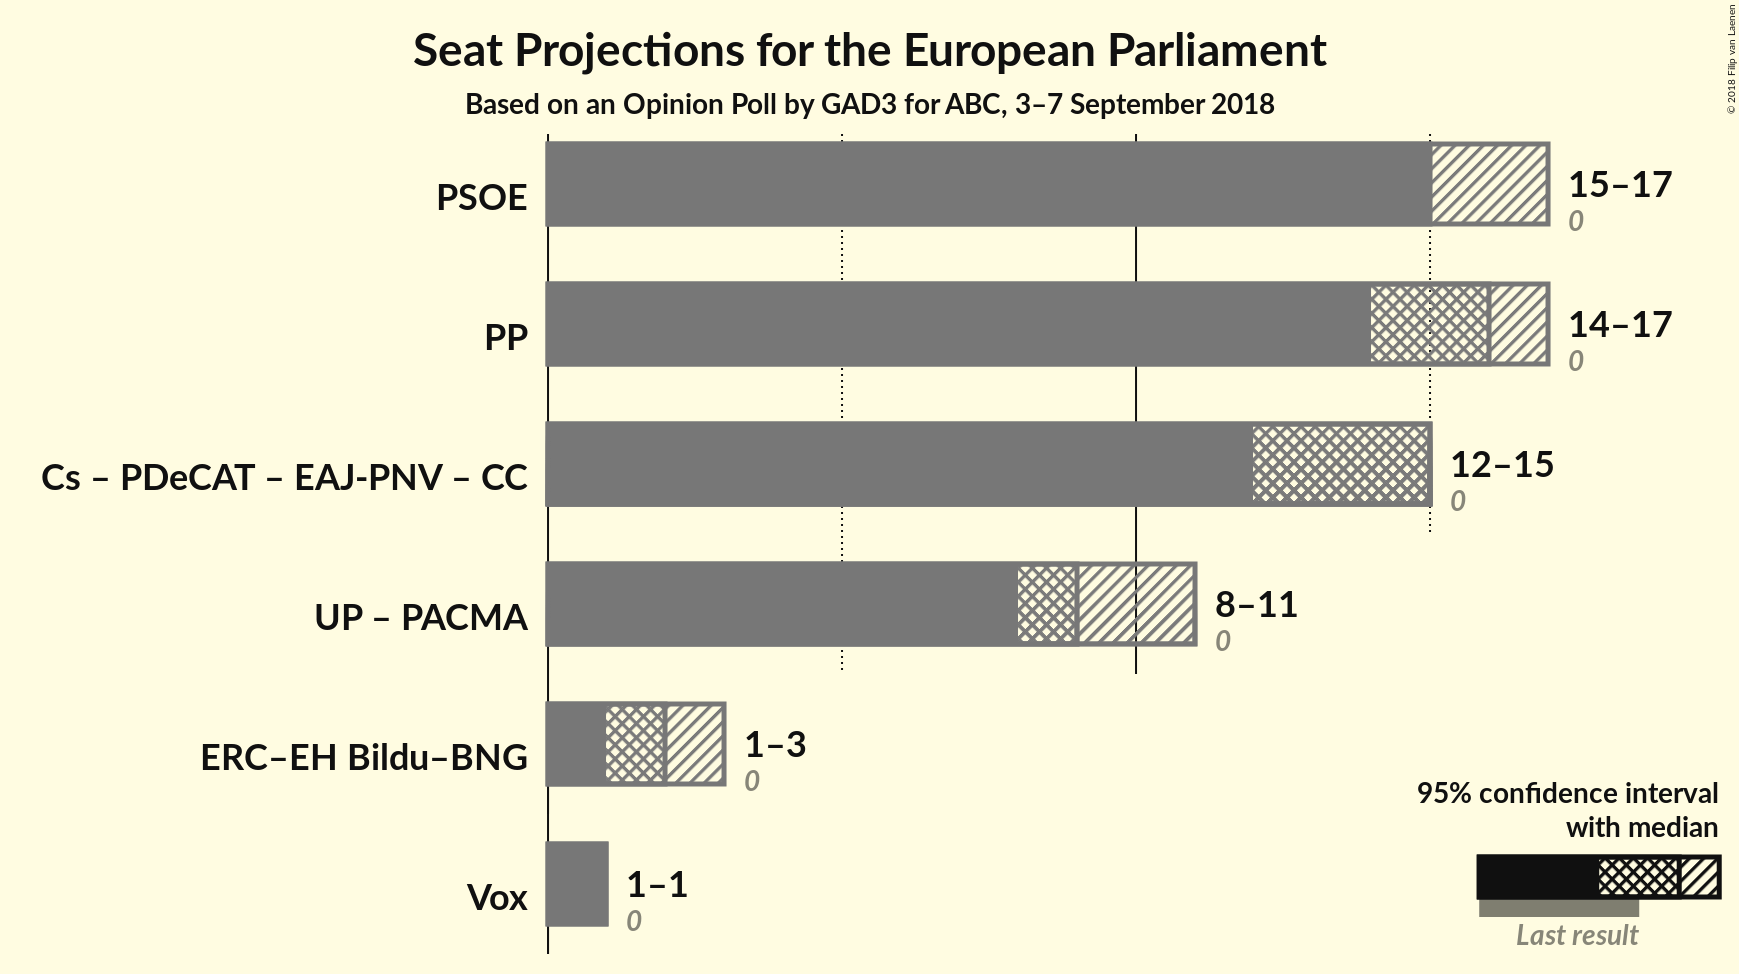 Seat Projections for the European Parliament
Based on an Opinion Poll by GAD3 for ABC, 3–7 September 2018
© 2018 Filip van Laenen
PSOE
15–17
0
PP
14–17
0
Cs – PDeCAT – EAJ-PNV – CC
12–15
0
UP – PACMA
8–11
0
ERC–EH Bildu–BNG
1–3
0
Vox
1–1
0
95% confidence interval
with median
Last result